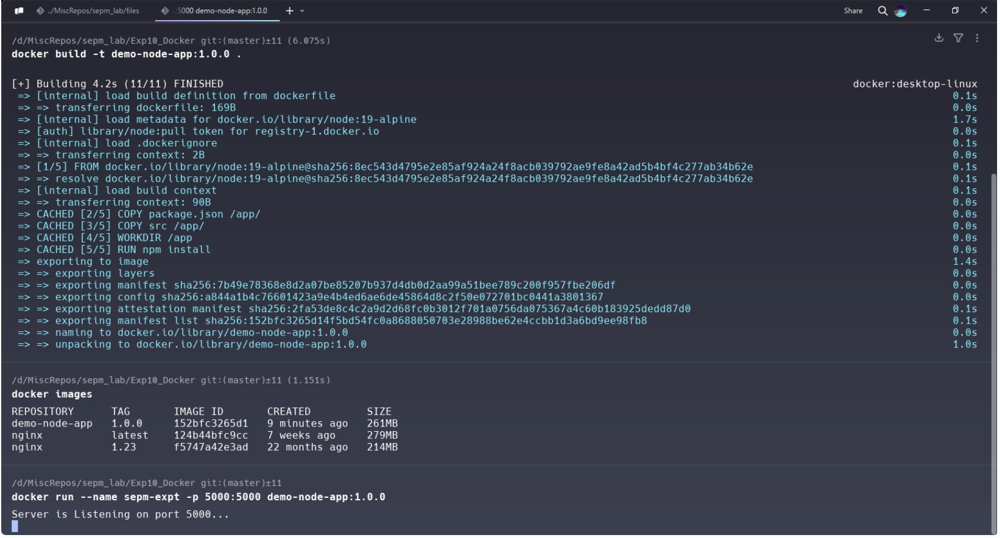 ../MiscRepos/sepm_lab/files
:5000 demo-node-app:1.0.0
Share
/d/MiscRepos/sepm_lab/Exp10_Docker git:(master)±11 (6.075s)
docker build -t demo-node-app:1.0.0 .
[+] Building 4.2s (11/11) FINISHED docker:desktop-linux
=> [internal] load build definition from dockerfile 0.1s
=> => transferring dockerfile: 169B 0.0s
=> [internal] load metadata for docker.io/library/node:19-alpine 1.7s
=> [auth] library/node:pull token for registry-1.docker.io 0.0s
=> [internal] load .dockerignore 0.1s
=> => transferring context: 2B 0.0s
=> [1/5] FROM docker.io/library/node:19-alpine@sha256:8ec543d4795e2e85af924a24f8acb039792ae9fe8a42ad5b4bf4c277ab34b62e 0.1s
=> => resolve docker.io/library/node:19-alpine@sha256:8ec543d4795e2e85af924a24f8acb039792ae9fe8a42ad5b4bf4c277ab34b62e 0.1s
=> [internal] load build context 0.1s
=> => transferring context: 90B 0.0s
=> CACHED [2/5] COPY package.json /app/ 0.0s
=> CACHED [3/5] COPY src /app/ 0.0s
=> CACHED [4/5] WORKDIR /app 0.0s
=> CACHED [5/5] RUN npm install 0.0s
=> exporting to image 1.4s
=> => exporting layers 0.0s
=> => exporting manifest sha256:7b49e78368e8d2a07be85207b937d4db0d2aa99a51bee789c200f957fbe206df 0.0s
=> => exporting config sha256:a844a1b4c76601423a9e4b4ed6ae6de45864d8c2f50e072701bc0441a3801367 0.0s
=> => exporting attestation manifest sha256:2fa53de8c4c2a9d2d68fc0b3012f701a0756da075367a4c60b183925dedd87d0 0.1s
=> => exporting manifest list sha256:152bfc3265d14f5bd54fc0a8688050703e28988be62e4ccbb1d3a6bd9ee98fb8 0.1s
=> => naming to docker.io/library/demo-node-app:1.0.0 0.0s
=> => unpacking to docker.io/library/demo-node-app:1.0.0 1.0s
/d/MiscRepos/sepm_lab/Exp10_Docker git:(master)±11 (1.151s)
docker images
REPOSITORY TAG IMAGE ID CREATED SIZE
demo-node-app 1.0.0 152bfc3265d1 9 minutes ago 261MB
nginx latest 124b44bfc9cc 7 weeks ago 279MB
nginx 1.23 f5747a42e3ad 22 months ago 214MB
/d/MiscRepos/sepm_lab/Exp10_Docker git:(master)±11
docker run --name sepm-expt -p 5000:5000 demo-node-app:1.0.0
Server is Listening on port 5000...